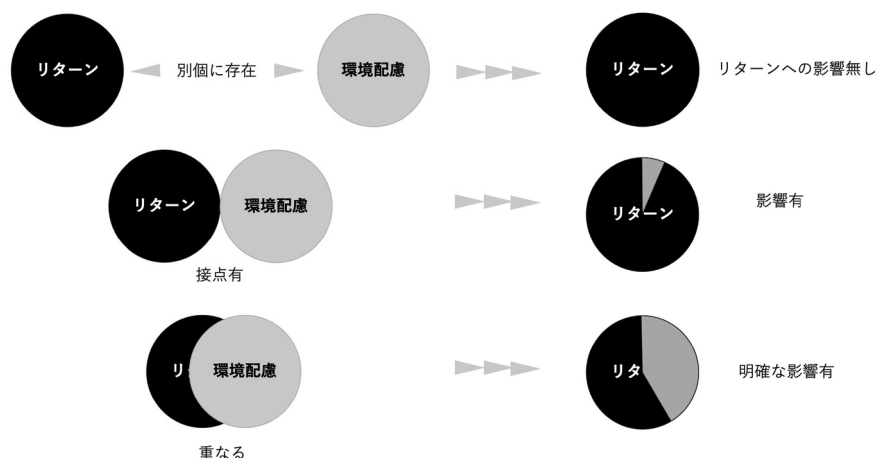 リターン
別個に存在
環境配慮
リターン
リターンへの影響無し
リターン
環境配慮
リターン
影響有
接点有
リ
環境配慮
リタ
明確な影響有
重なる